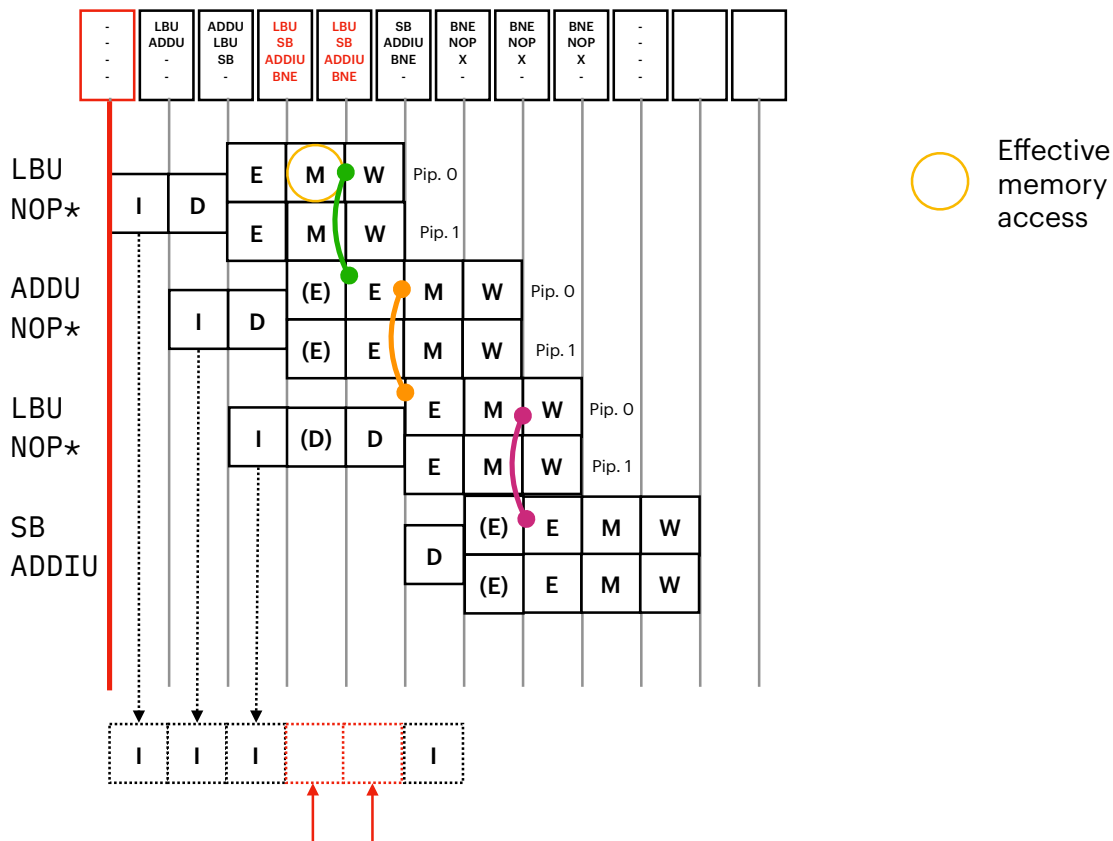 -
-
-
-
LBU
ADDU
-
-
ADDU
LBU
SB
-
LBU
SB
ADDIU
BNE
LBU
SB
ADDIU
BNE
SB
ADDIU
BNE
-
BNE
NOP
X
-
BNE
NOP
X
-
BNE
NOP
X
-
-
-
-
-
Effective
memory
access
LBU
NOP*
I D
E M W Pip. 0
E M W Pip. 1
ADDU
NOP*
I D
(E) E M W Pip. 0
(E) E M W Pip. 1
LBU
NOP*
I (D) D
E M W Pip. 0
E M W Pip. 1
SB
ADDIU
D
(E) E M W
(E) E M W
I I I I